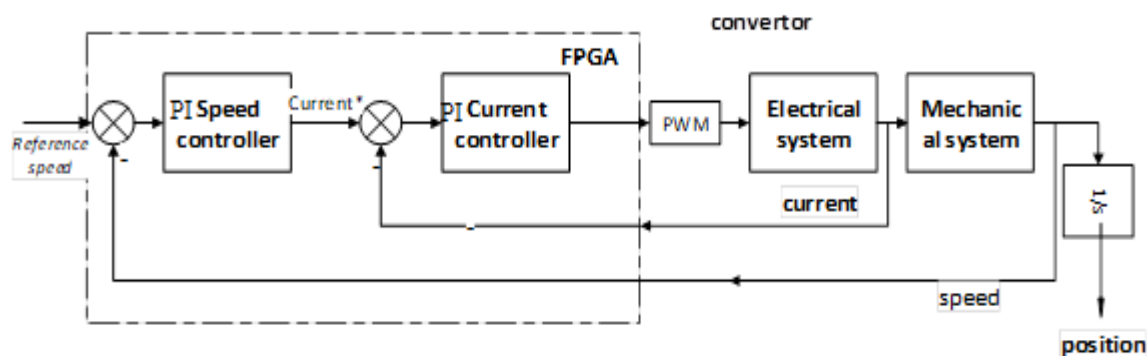 convertor
FPGA
PI Speed
controller
Current*
PI Current
controller
PWM
Electrical
system
Mechanic
al system
Reference
speed
-
-
-
current
1/s
speed
position